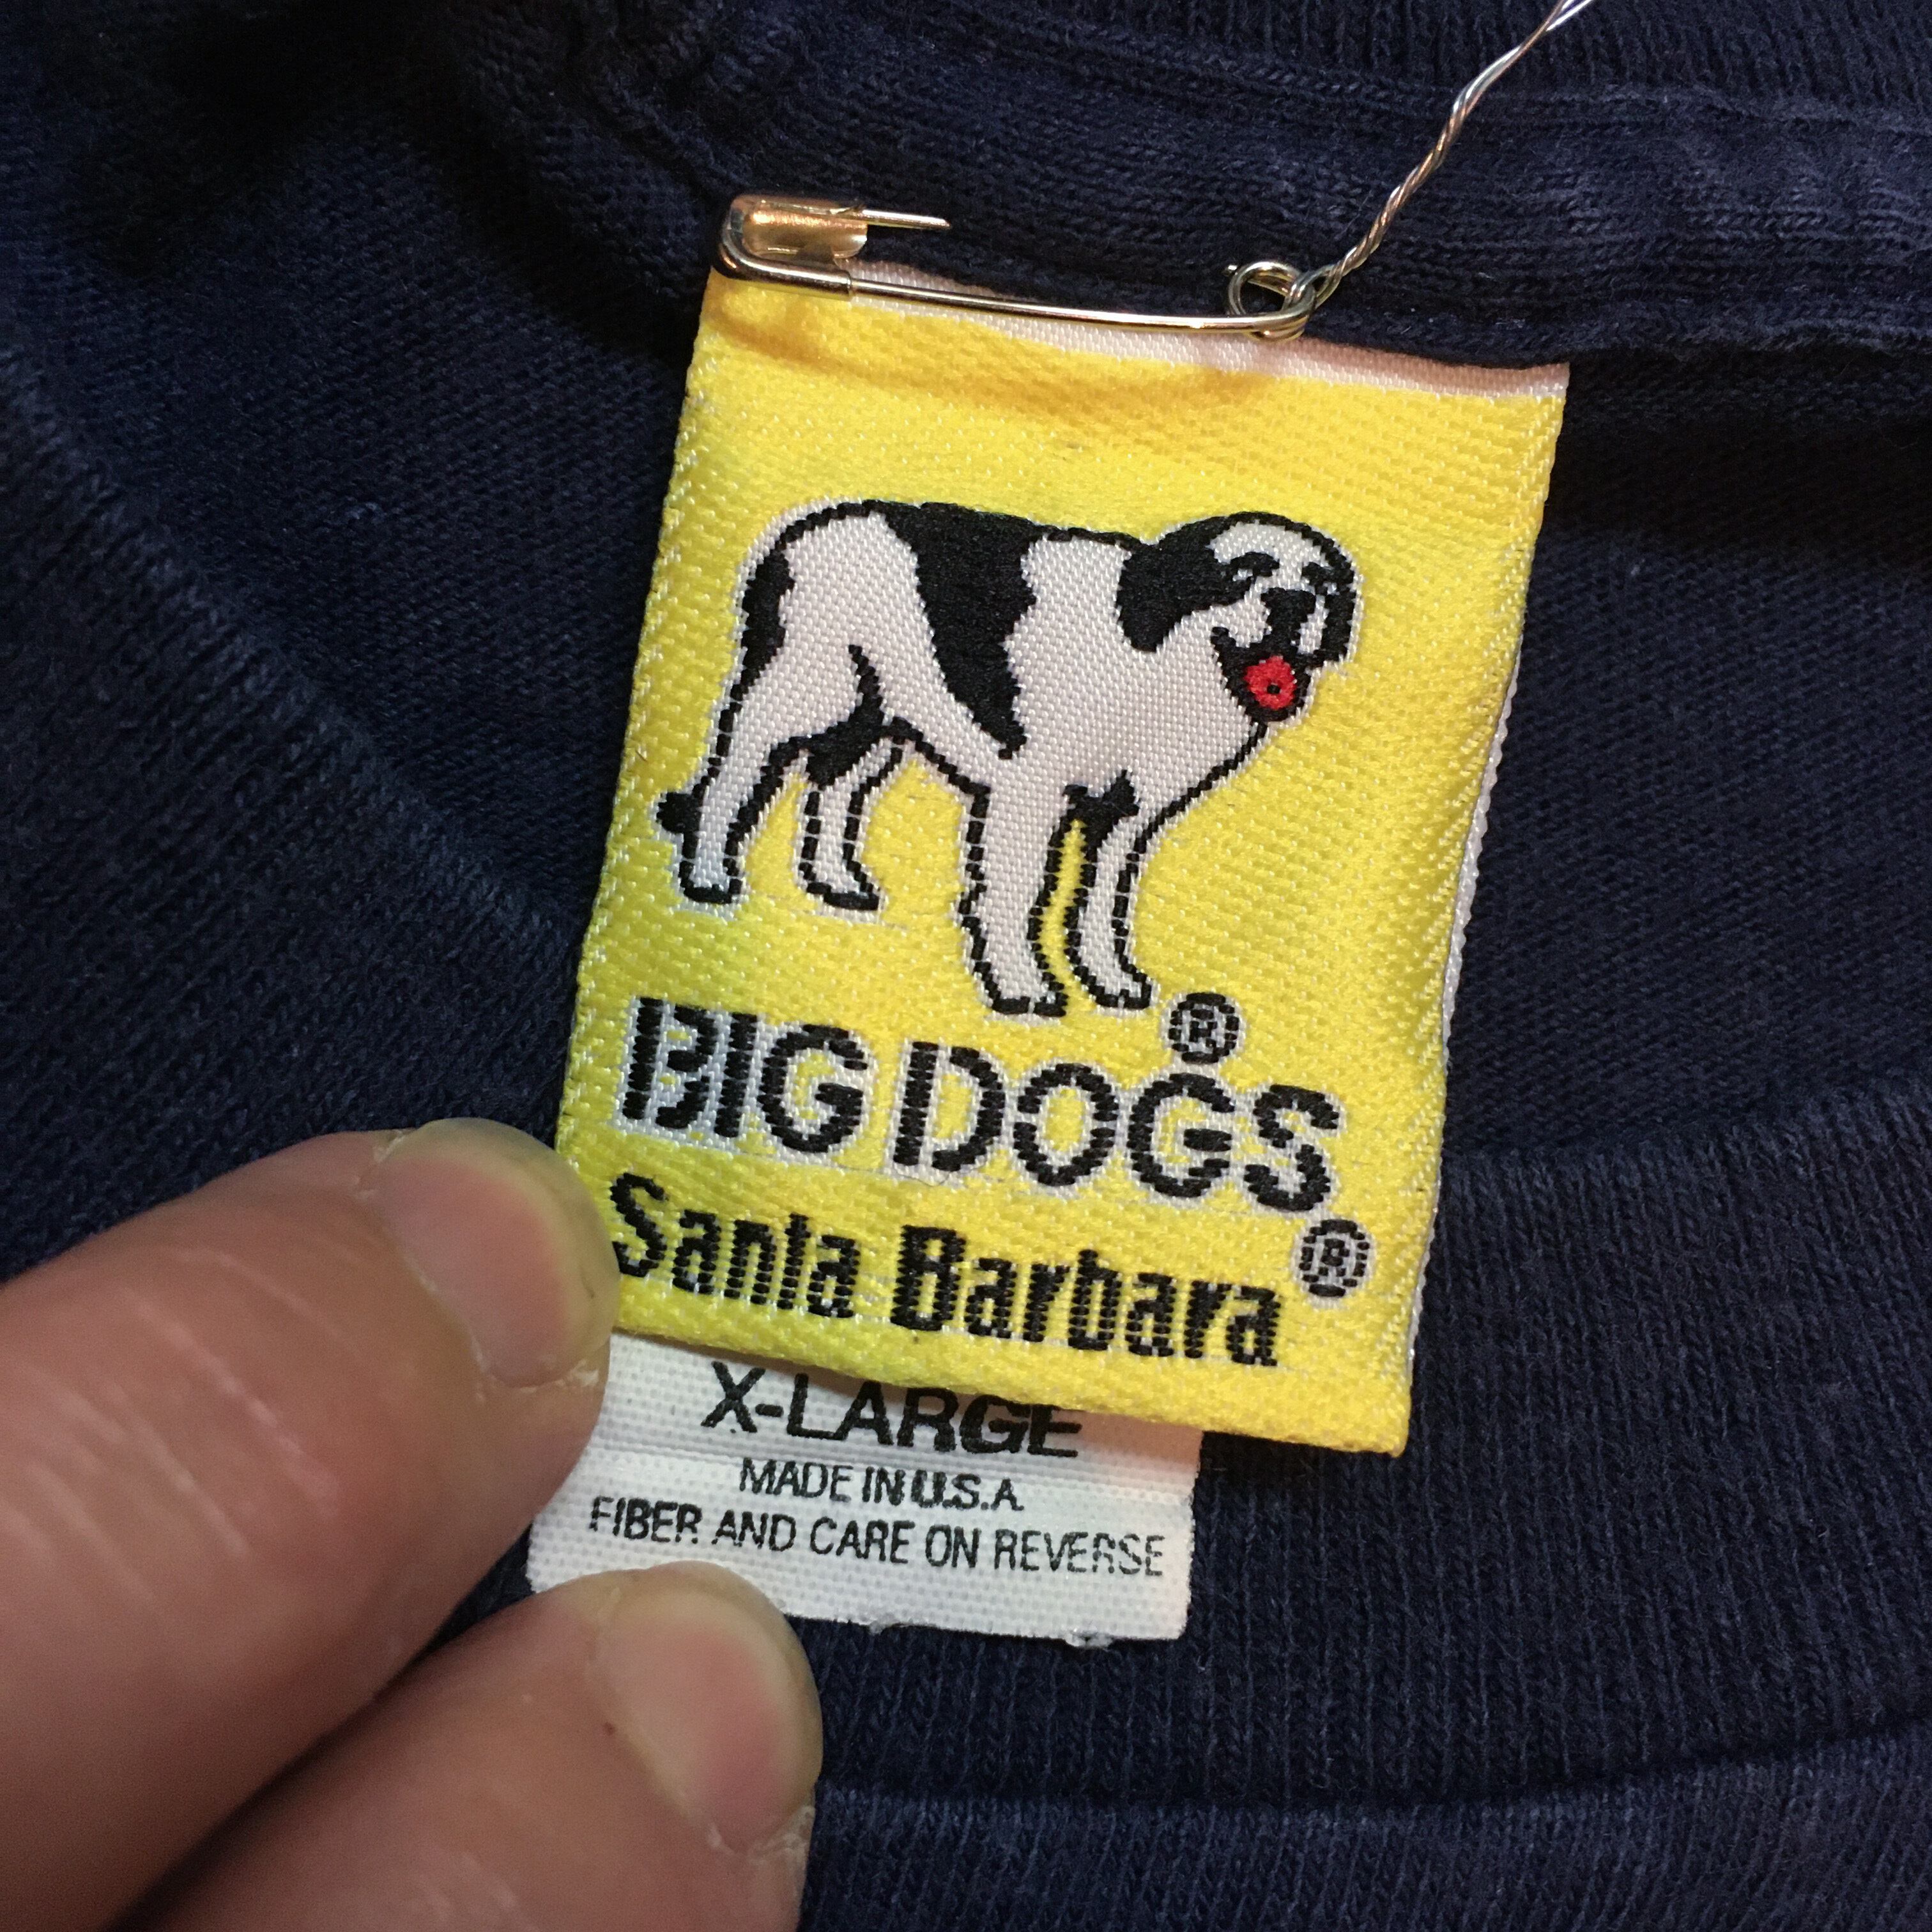 BIG DOGS®
Santa Barbara®
X-LARGE
MADE IN U.S.A.
FIBER AND CARE ON REVERSE